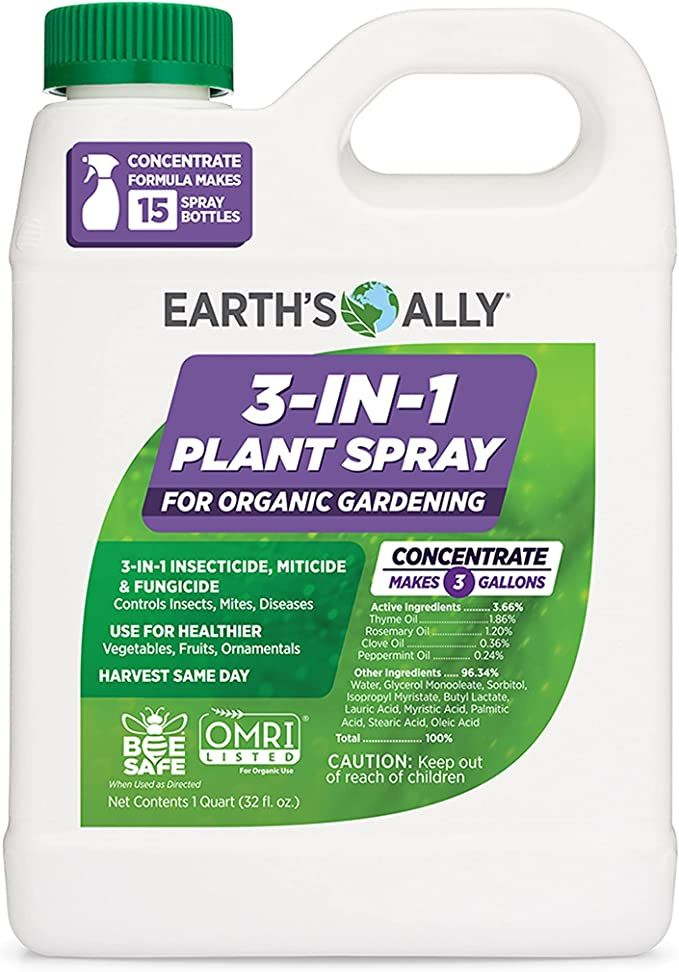 CONCENTRATE
FORMULA MAKES
15 SPRAY
BOTTLES
EARTH'S ALLY®
3-IN-1
PLANT SPRAY
FOR ORGANIC GARDENING
3-IN-1 INSECTICIDE, MITICIDE
& FUNGICIDE
Controls Insects, Mites, Diseases
USE FOR HEALTHIER
Vegetables, Fruits, Ornamentals
HARVEST SAME DAY
CONCENTRATE
MAKES 3 GALLONS
Active Ingredients ......... 3.66%
Thyme Oil ........................ 1.86%
Rosemary Oil ................. 1.20%
Clove Oil ......................... 0.36%
Peppermint Oil .............. 0.24%
Other Ingredients ..... 96.34%
Water, Glycerol Monooleate, Sorbitol,
Isopropyl Myristate, Butyl Lactate,
Lauric Acid, Myristic Acid, Palmitic
Acid, Stearic Acid, Oleic Acid
Total .................... 100%
BEE
SAFE
When Used as Directed
OMRI®
LISTED
For Organic Use
CAUTION: Keep out
of reach of children
Net Contents 1 Quart (32 fl. oz.)